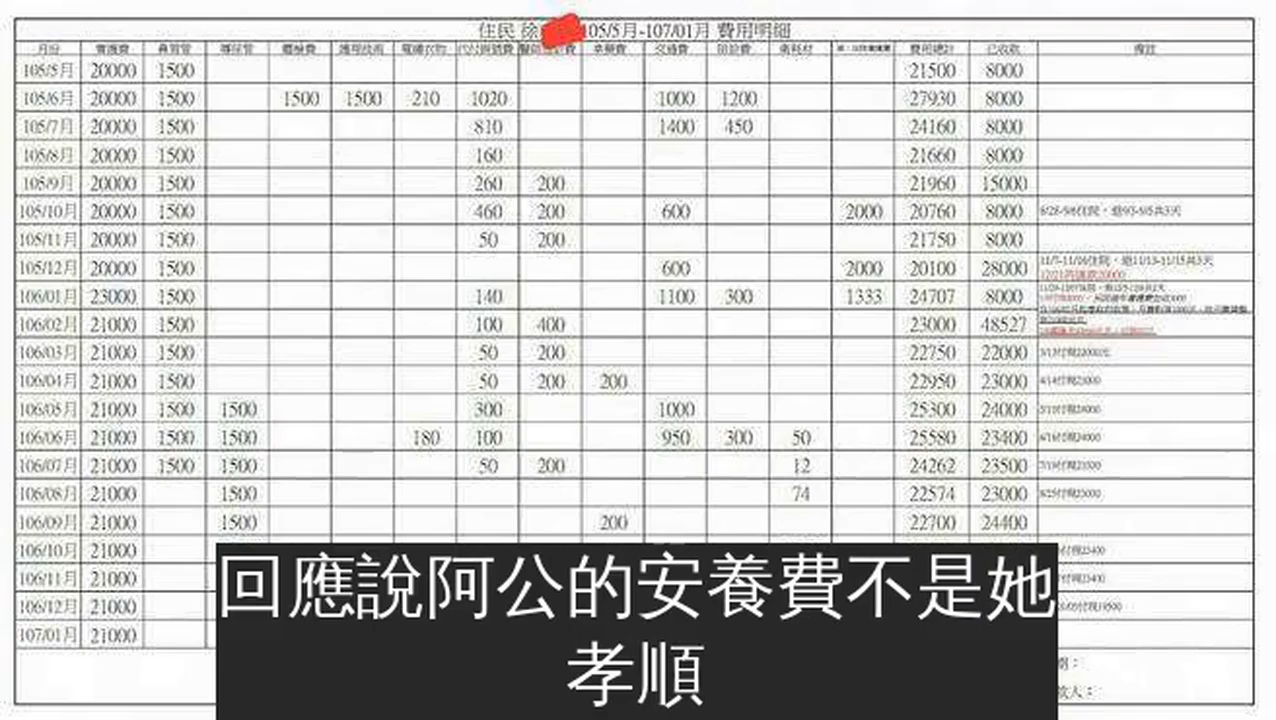 住民 徐 105/5月-107/01月 費用明細
月份 養護費 鼻胃管 尿管 護理技術 電 衣物 交通費 陪診費 衛耗材 費用總計 已收款 備註
105/5月 20000 1500 21500 8000
105/6月 20000 1500 1500 1500 210 1020 1000 1200 27930 8000
105/7月 20000 1500 810 1400 450 24160 8000
105/8月 20000 1500 160 21660 8000
105/9月 20000 1500 260 200 21960 15000
105/10月 20000 1500 460 200 600 2000 20760 8000
105/11月 20000 1500 50 200 21750 8000
105/12月 20000 1500 600 2000 20100 28000
106/01月 23000 1500 140 1100 300 1333 24707 8000
106/02月 21000 1500 100 400 23000 48527
106/03月 21000 1500 50 200 22750 22000
106/04月 21000 1500 50 200 200 22950 23000
106/05月 21000 1500 1500 300 1000 25300 24000
106/06月 21000 1500 1500 180 100 950 300 50 25580 23400
106/07月 21000 1500 1500 50 200 12 24262 23500
106/08月 21000 1500 74 22574 23000
106/09月 21000 1500 200 22700 24400
106/10月 21000
106/11月 21000
106/12月 21000
107/01月 21000
回應說阿公的安養費不是她
孝順